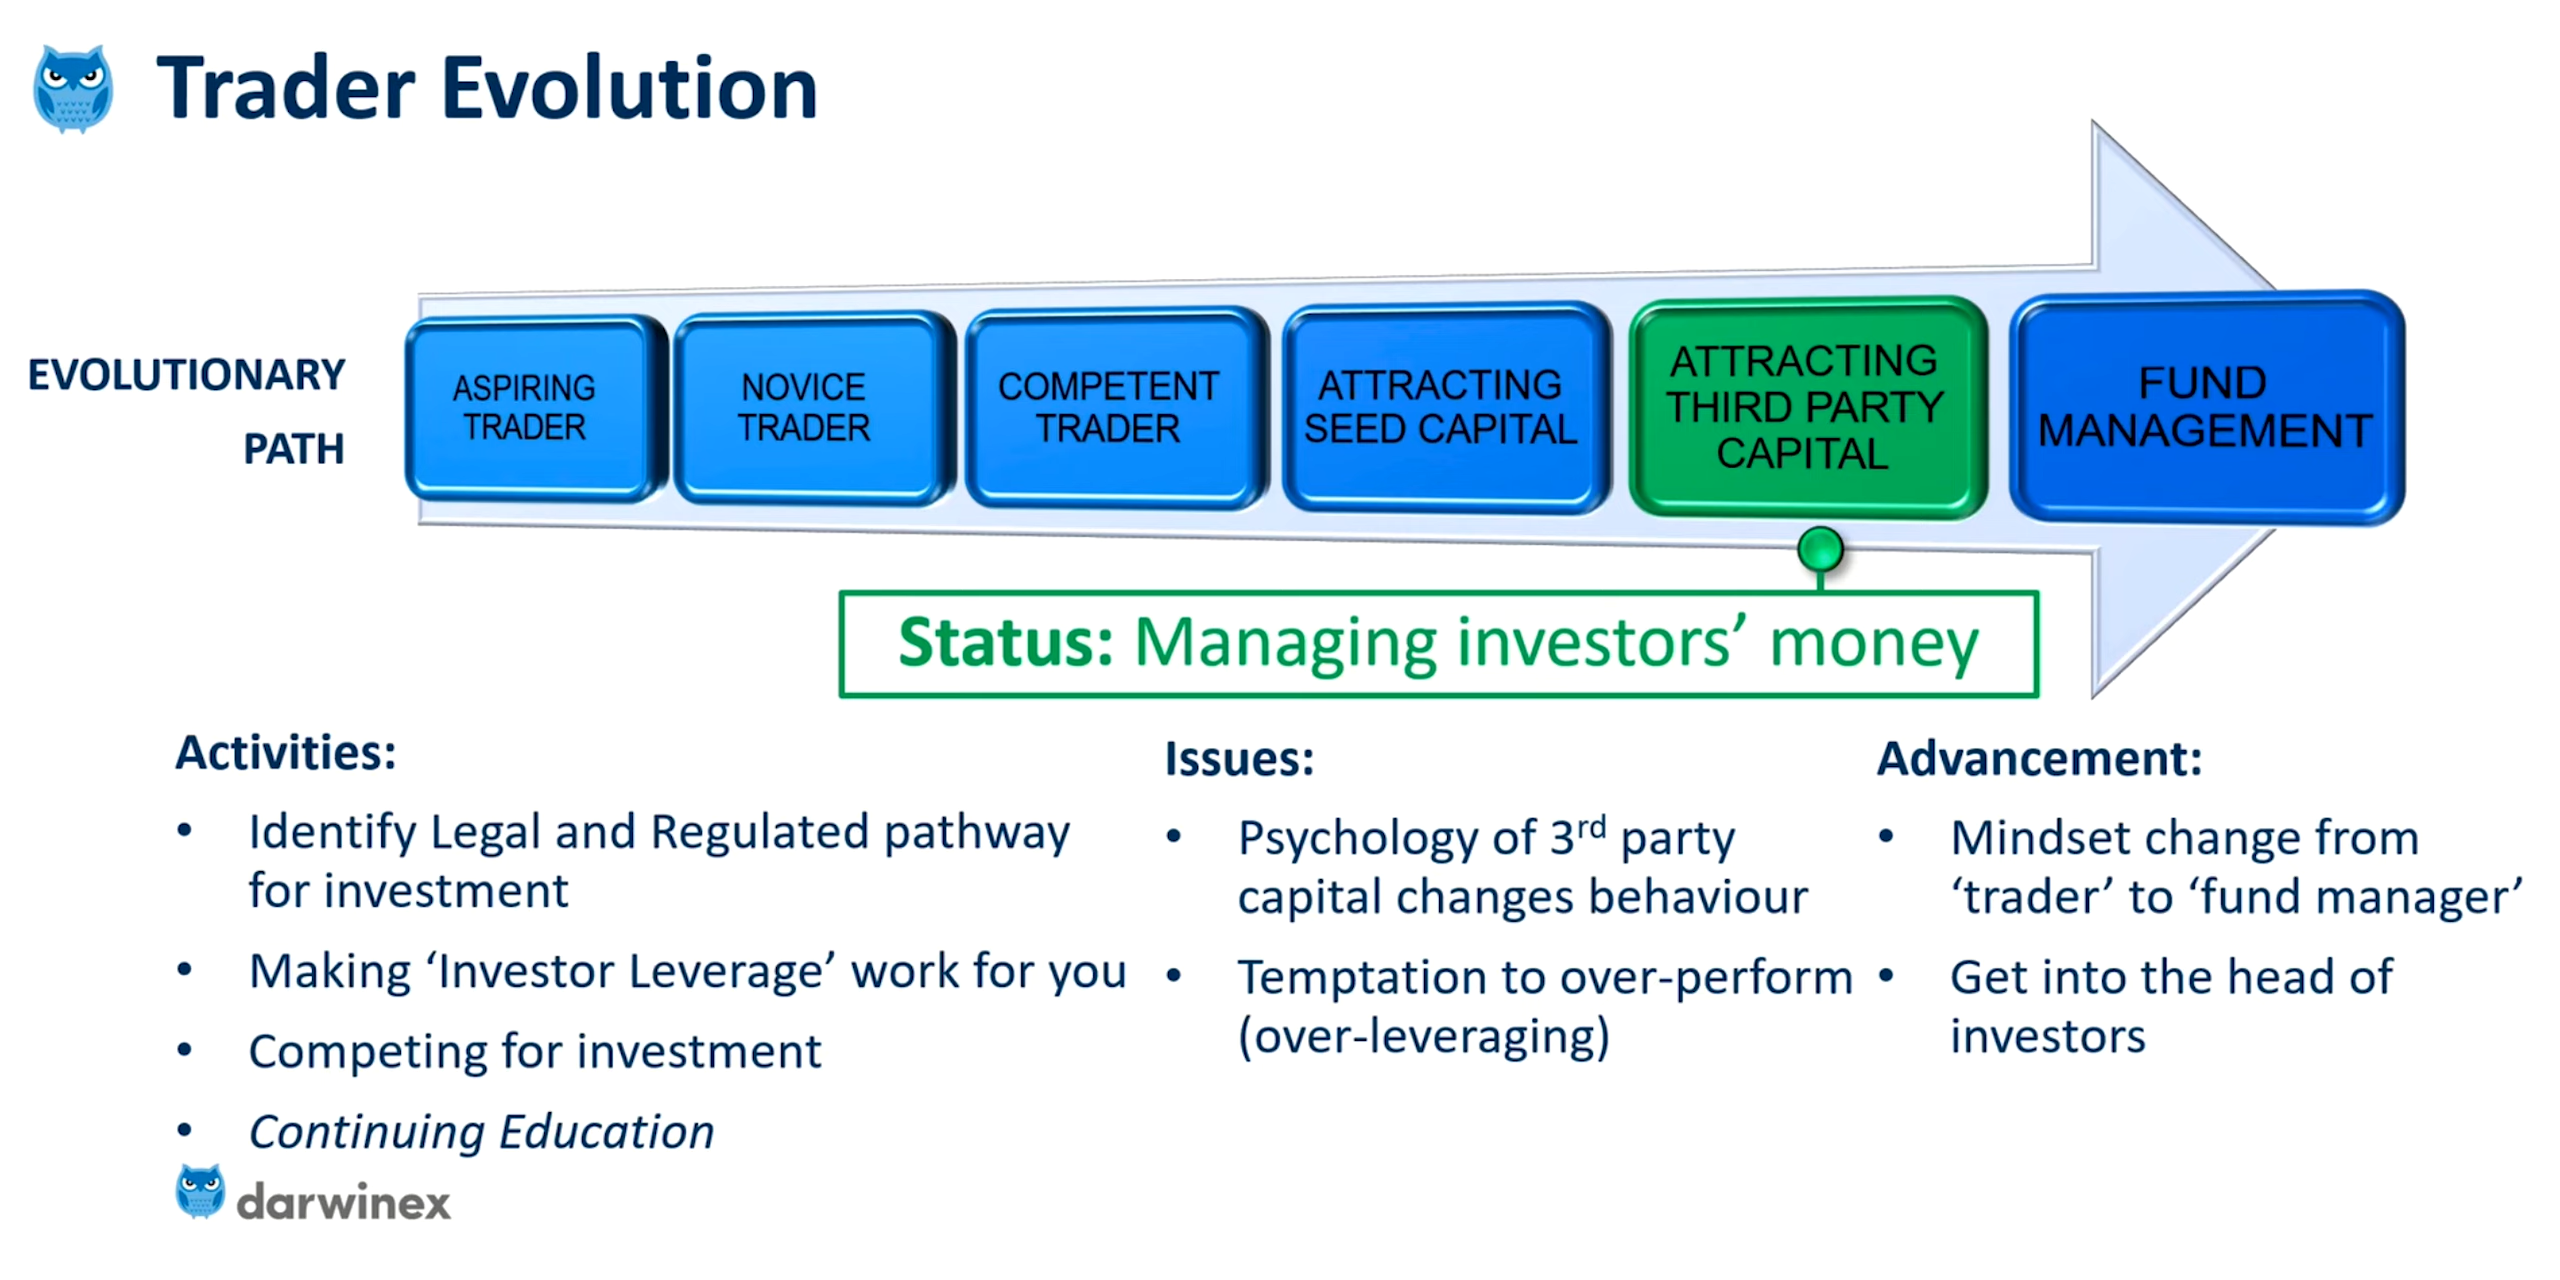 Trader Evolution
EVOLUTIONARY
PATH
ASPIRING
TRADER
NOVICE
TRADER
COMPETENT
TRADER
ATTRACTING
SEED CAPITAL
ATTRACTING
THIRD PARTY
CAPITAL
FUND
MANAGEMENT
Status: Managing investors’ money
Activities:
• Identify Legal and Regulated pathway
for investment
• Making ‘Investor Leverage’ work for you
• Competing for investment
• Continuing Education
Issues:
• Psychology of 3rd party
capital changes behaviour
• Temptation to over-perform
(over-leveraging)
Advancement:
• Mindset change from
‘trader’ to ‘fund manager’
• Get into the head of
investors
darwinex